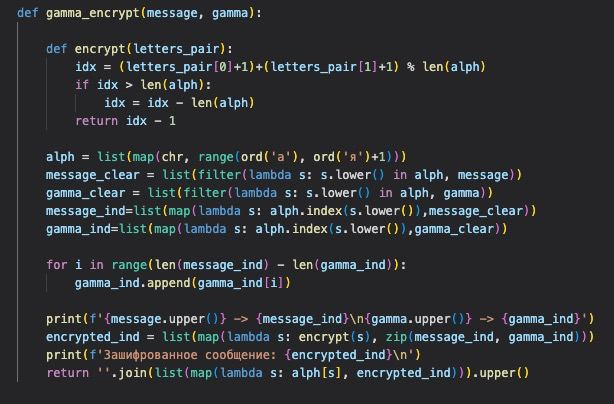 def gamma_encrypt(message, gamma):
def encrypt(letters_pair):
idx = (letters_pair[0]+1)+(letters_pair[1]+1) % len(alph)
if idx > len(alph):
idx = idx - len(alph)
return idx - 1
alph = list(map(chr, range(ord('а'), ord('я')+1)))
message_clear = list(filter(lambda s: s.lower() in alph, message))
gamma_clear = list(filter(lambda s: s.lower() in alph, gamma))
message_ind=list(map(lambda s: alph.index(s.lower()),message_clear))
gamma_ind=list(map(lambda s: alph.index(s.lower()),gamma_clear))
for i in range(len(message_ind) - len(gamma_ind)):
gamma_ind.append(gamma_ind[i])
print(f'{message.upper()} -> {message_ind}\n{gamma.upper()} -> {gamma_ind}')
encrypted_ind = list(map(lambda s: encrypt(s), zip(message_ind, gamma_ind)))
print(f'Зашифрованное сообщение: {encrypted_ind}\n')
return ''.join(list(map(lambda s: alph[s], encrypted_ind))).upper()